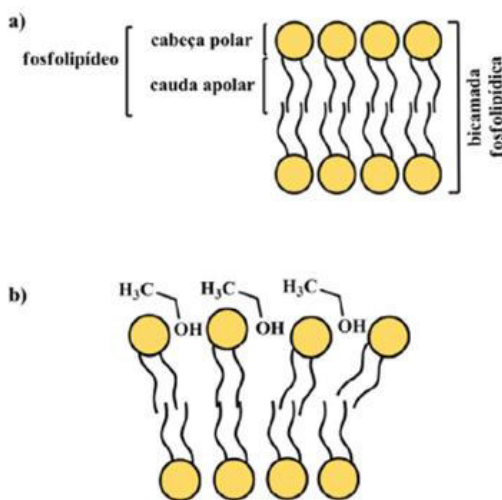 a)
cabeça polar
fosfolipídeo
cauda apolar
bicamada
fosfolipídica
b)
H₃C
H₃C
H₃C
OH
OH
OH